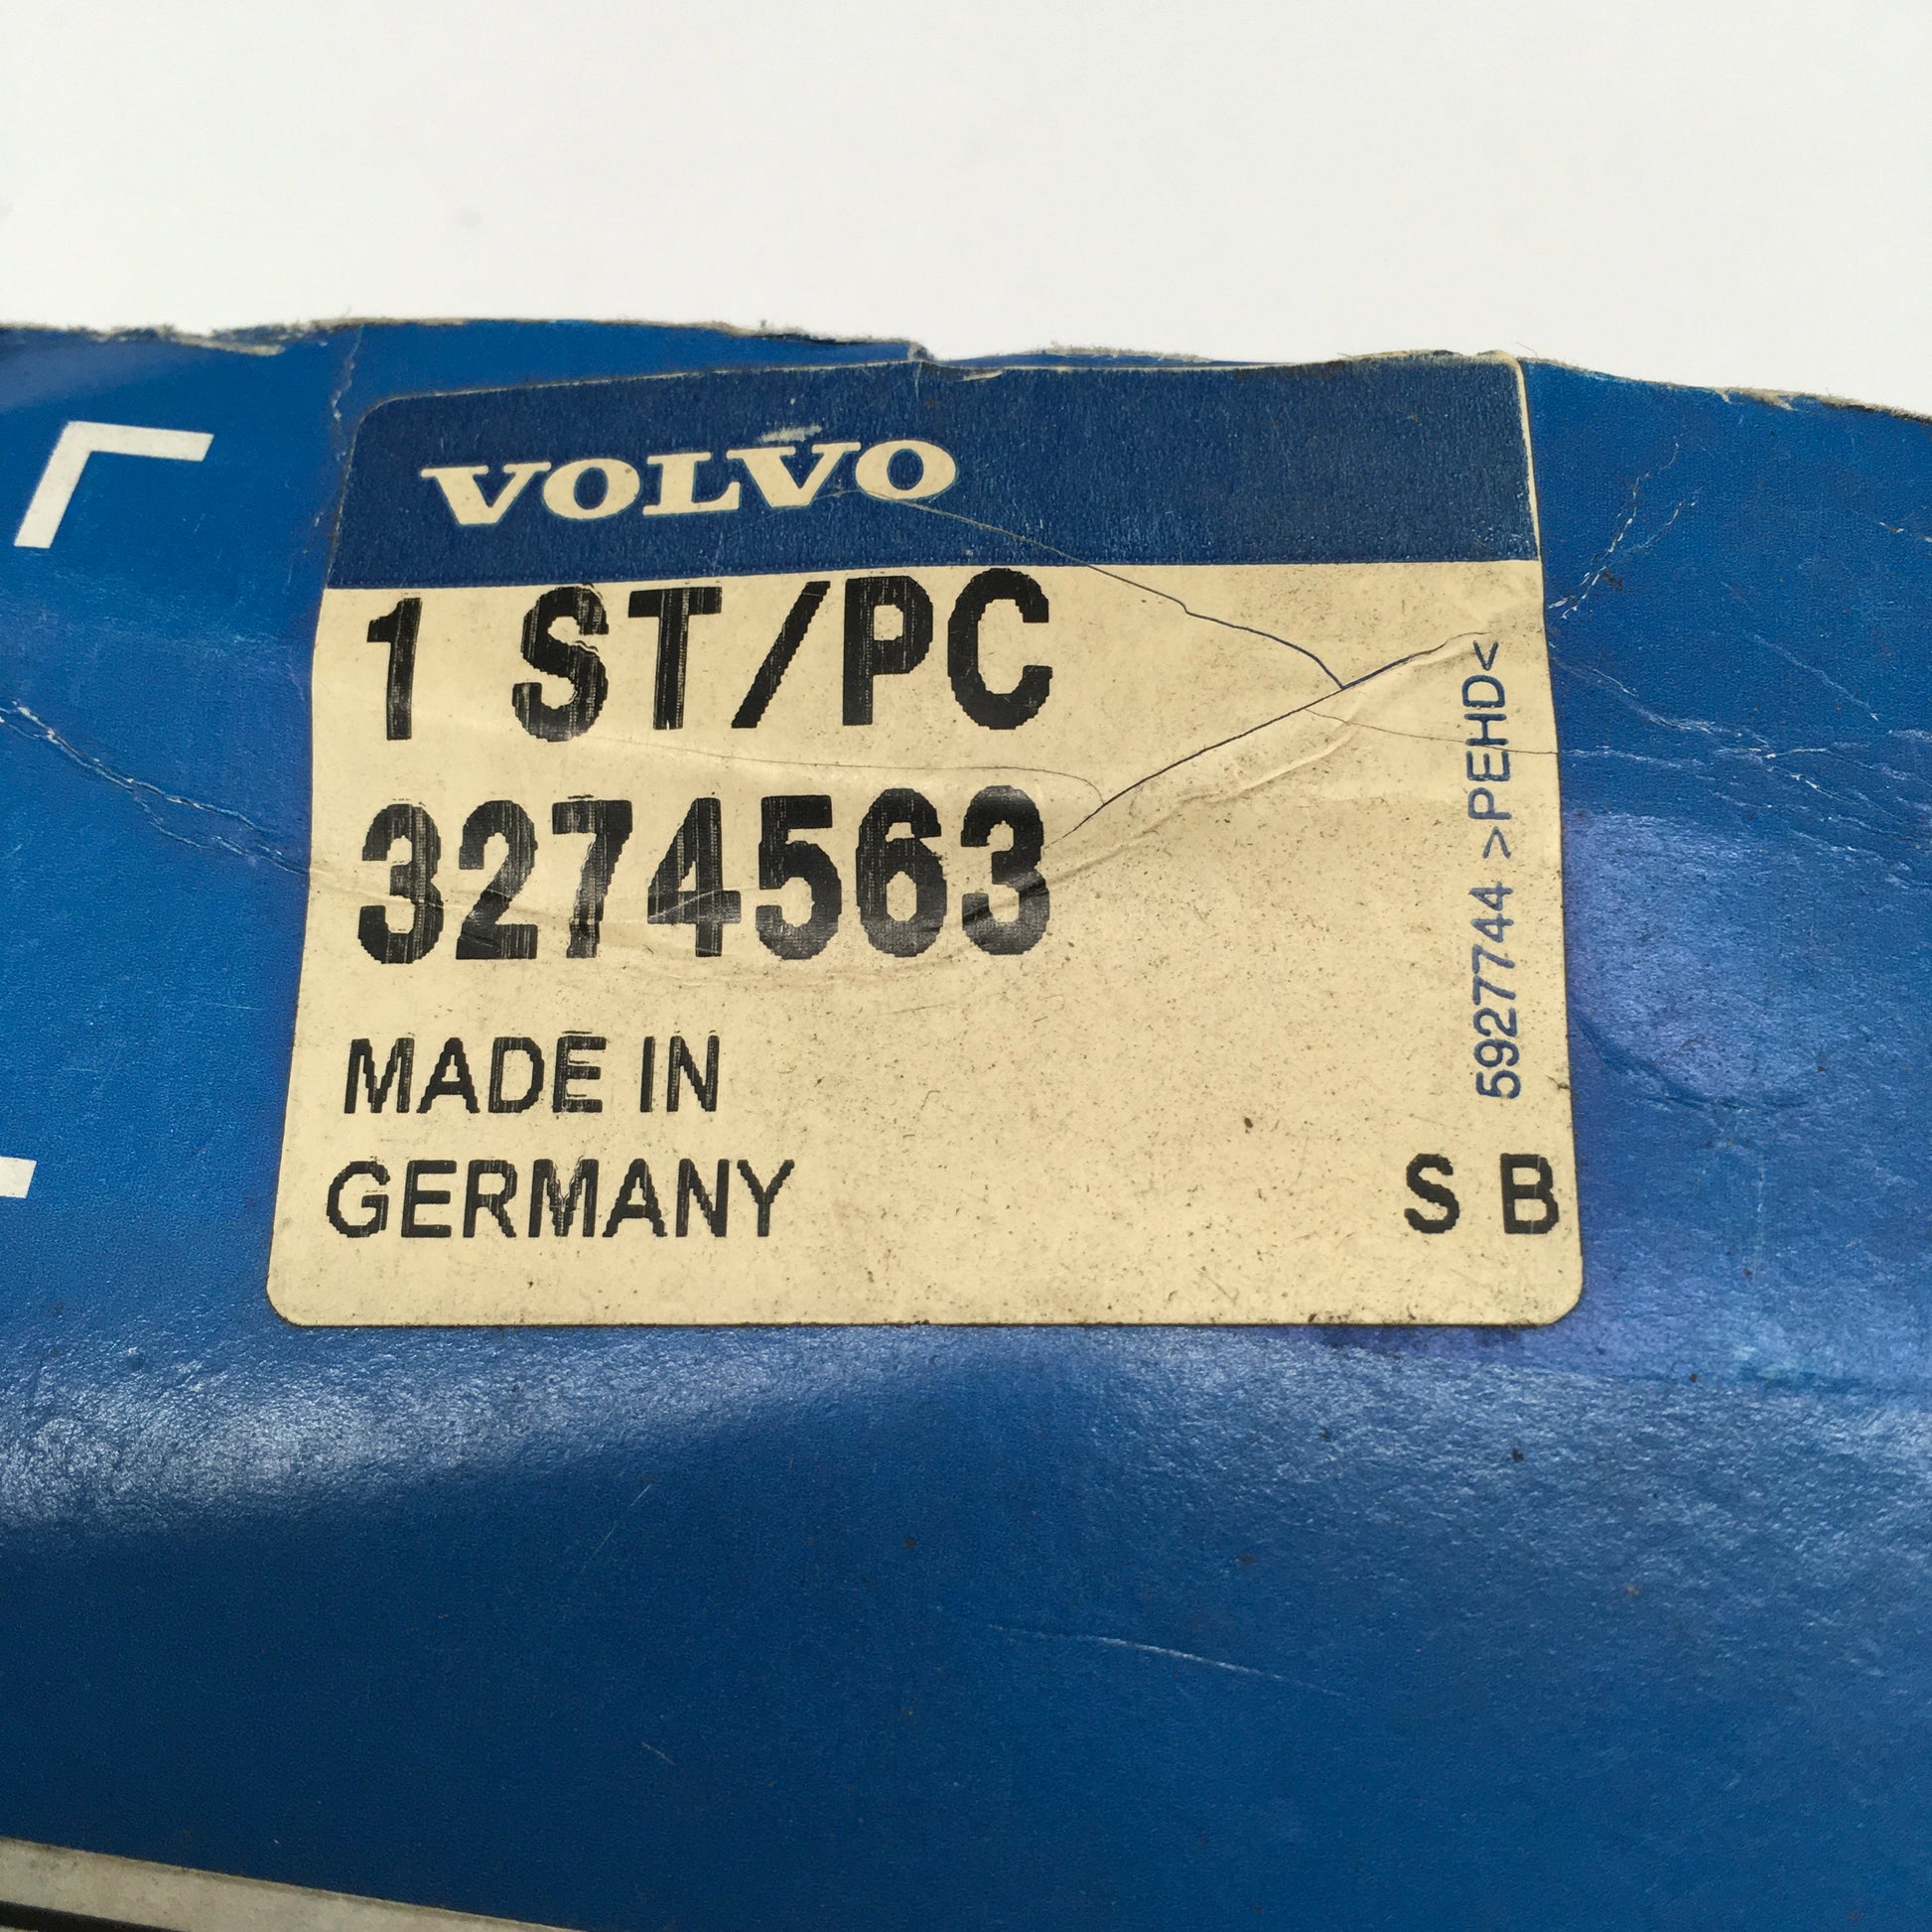 VOLVO
1 ST/PC
3274563
MADE IN
GERMANY
S B
5927744 >PEHD<